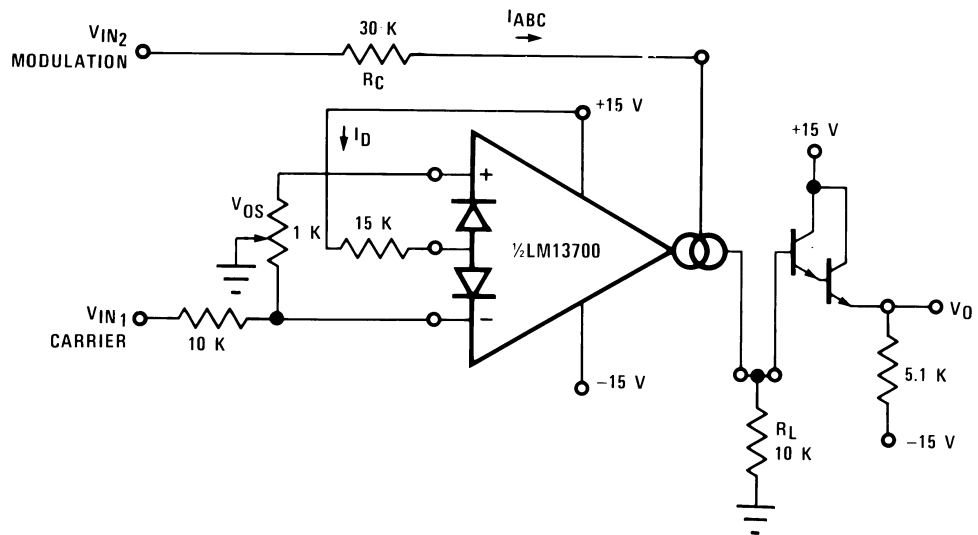 VIN2
MODULATION
30 K
RC
IABC
+15 V
ID
+15 V
VOS
1 K
15 K
+
½LM13700
VIN1
CARRIER
10 K
−
−15 V
VO
5.1 K
RL
10 K
−15 V